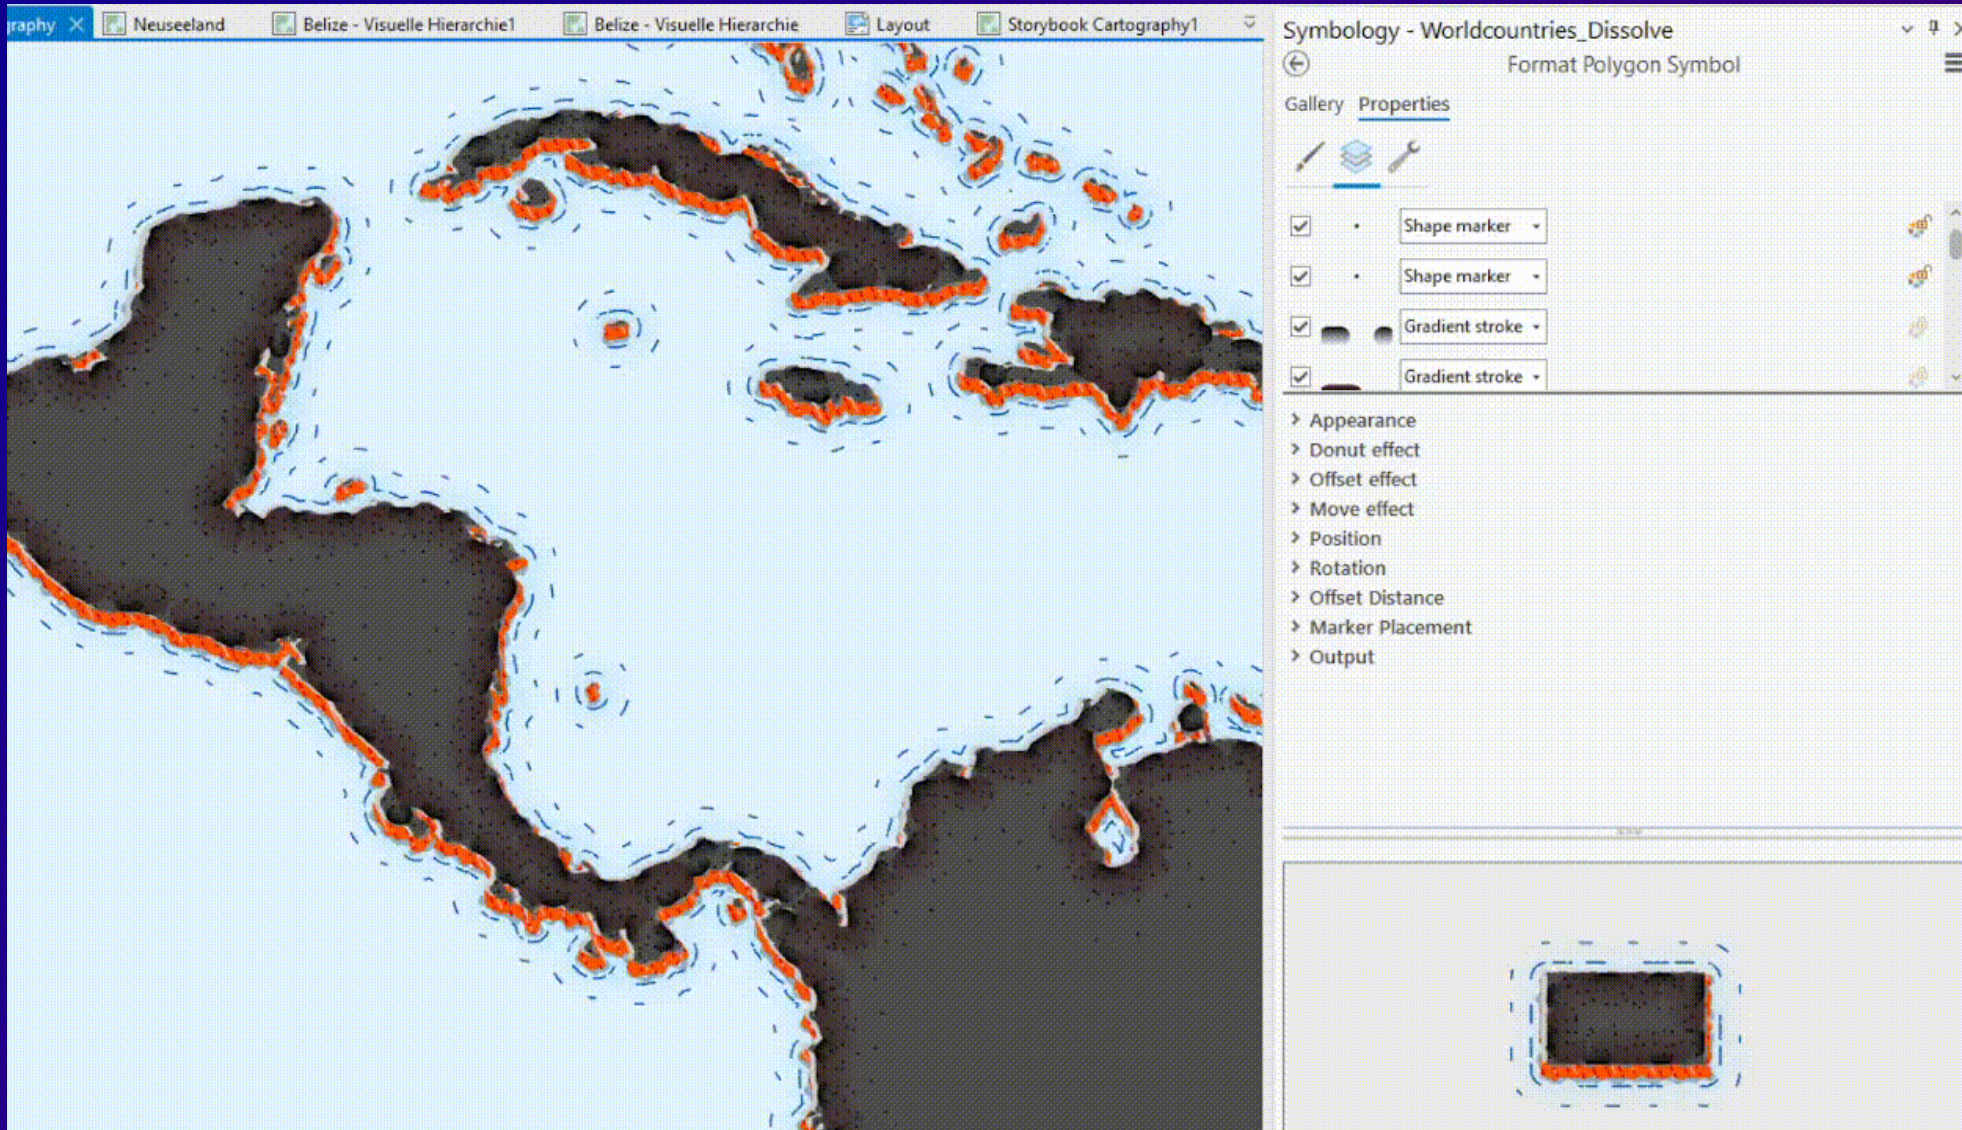 raphy
Neuseeland
Belize - Visuelle Hierarchie1
Belize - Visuelle Hierarchie
Layout
Storybook Cartography1
Symbology - Worldcountries_Dissolve
Format Polygon Symbol
Gallery Properties
Shape marker
Shape marker
Gradient stroke
Gradient stroke
Appearance
Donut effect
Offset effect
Move effect
Position
Rotation
Offset Distance
Marker Placement
Output